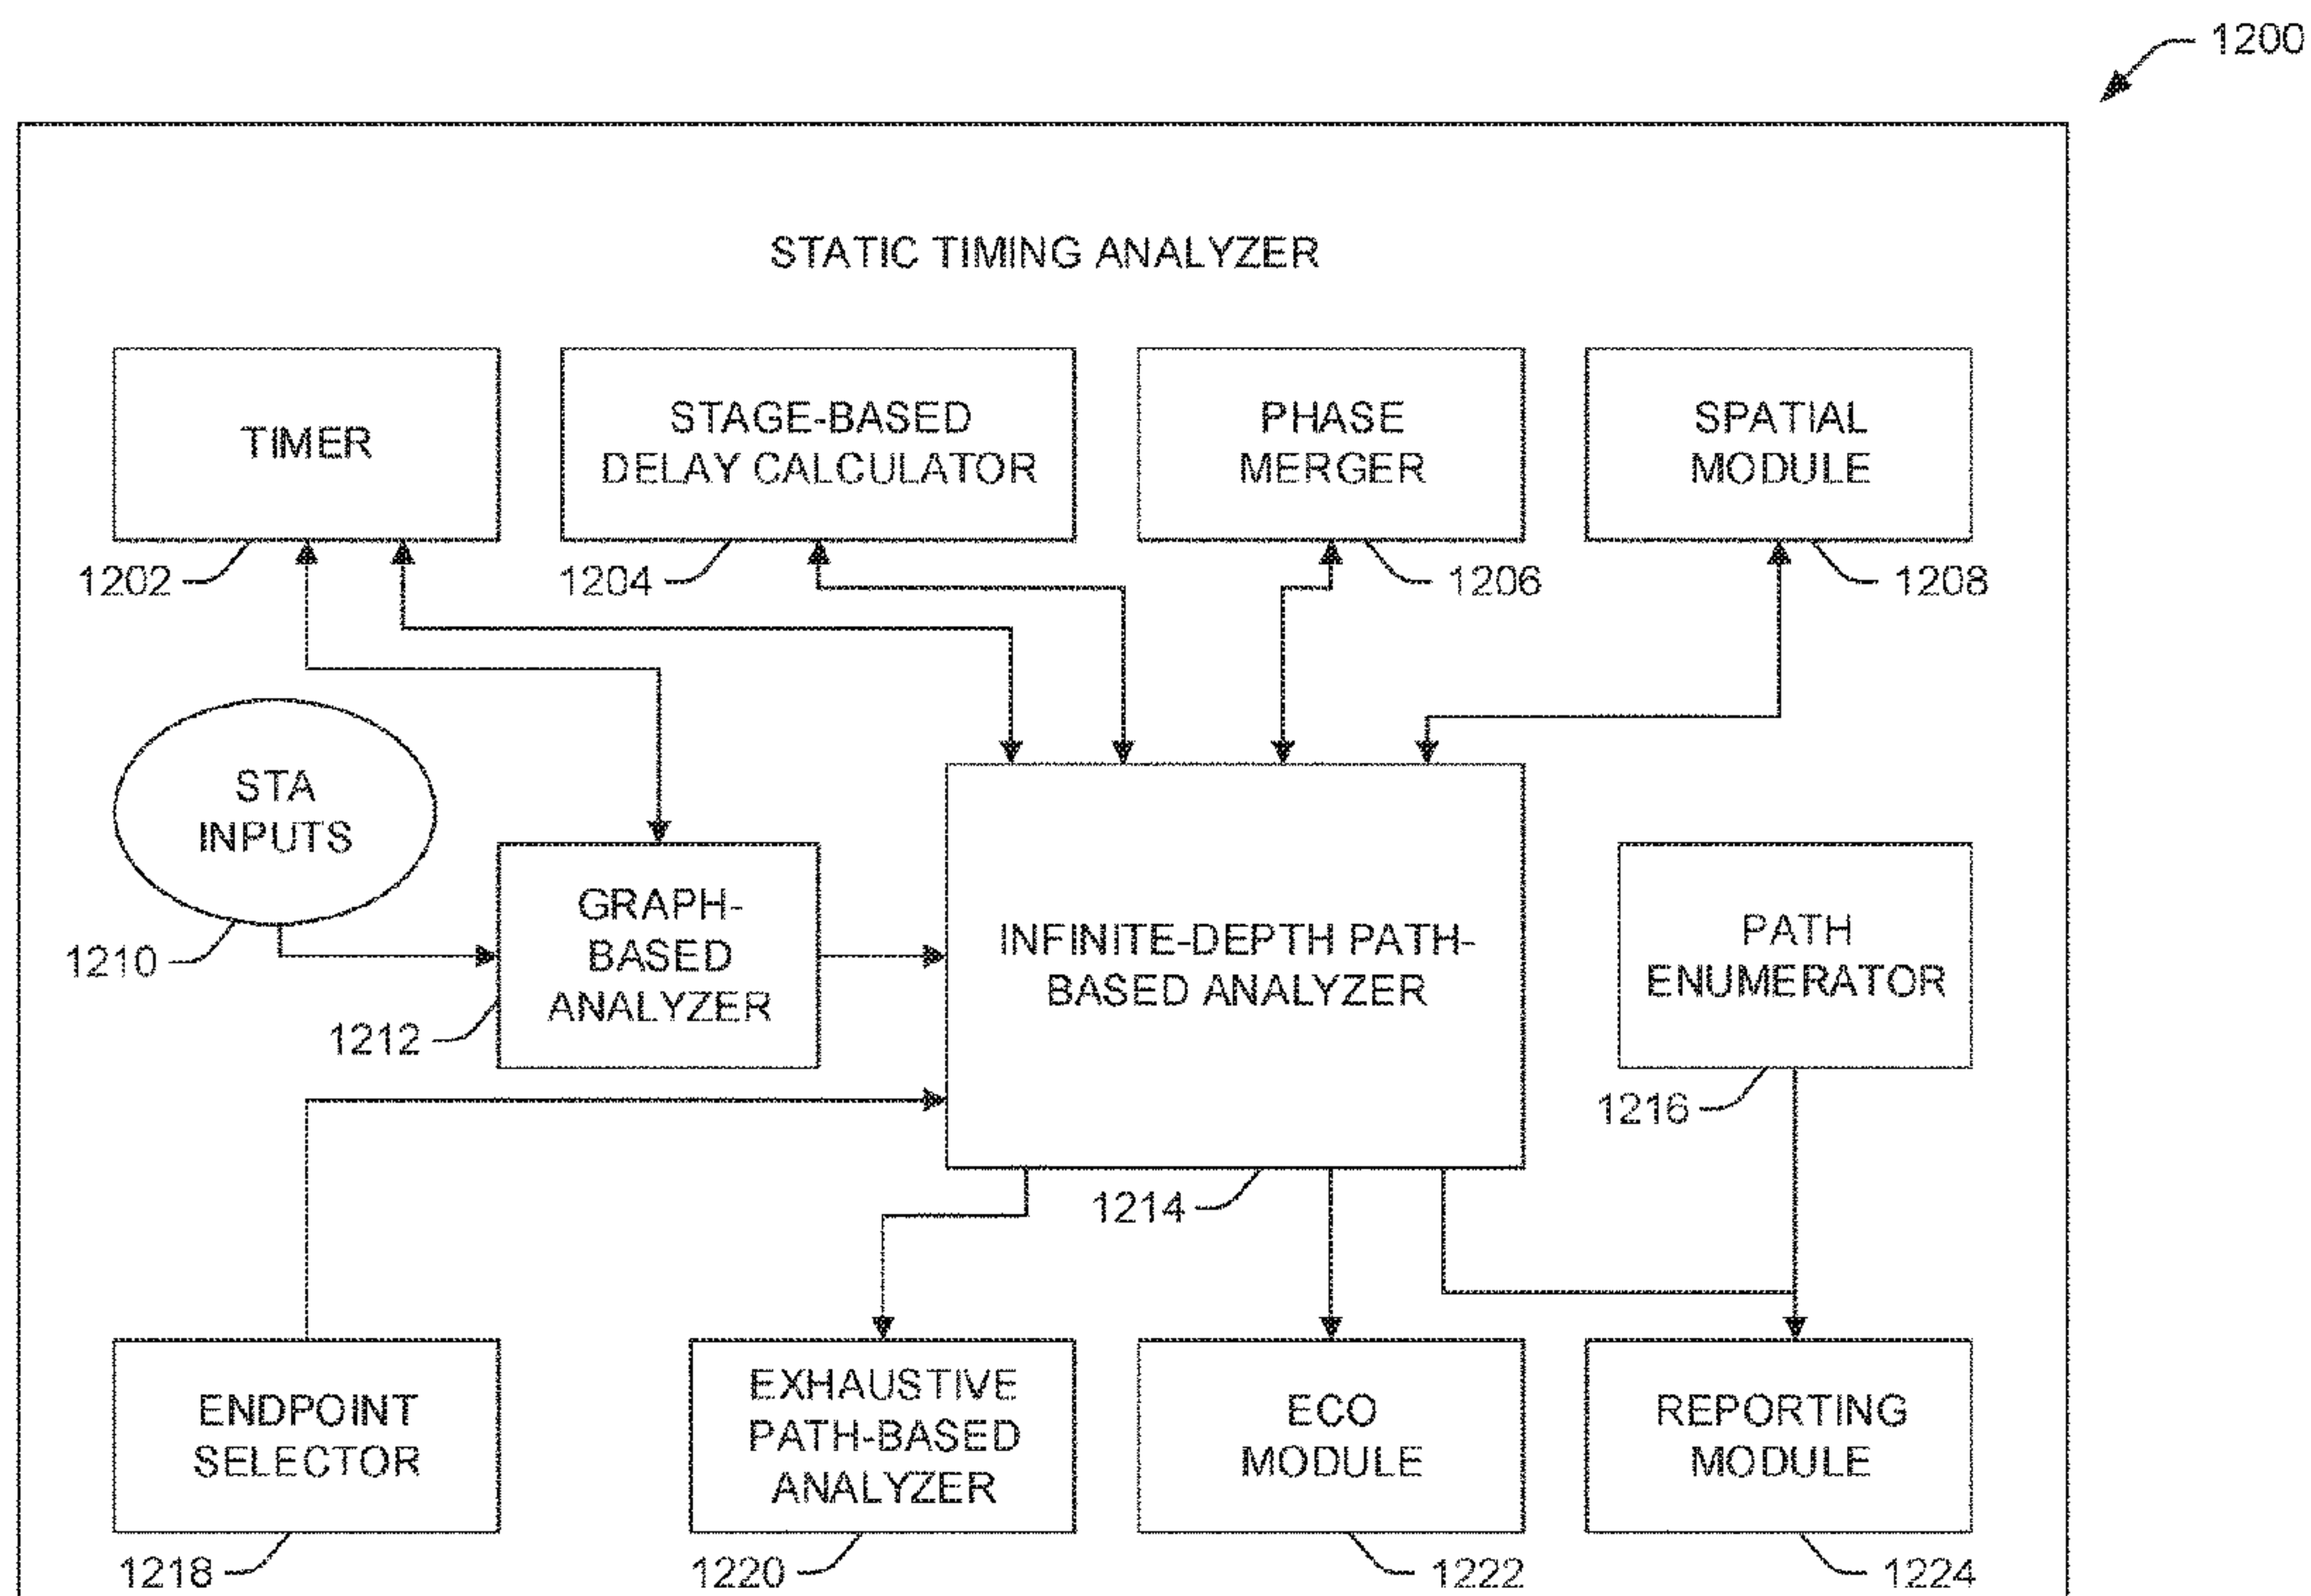 1200
STATIC TIMING ANALYZER
TIMER
STAGE-BASED
DELAY CALCULATOR
PHASE
MERGER
SPATIAL
MODULE
1202
1204
1206
1208
STA
INPUTS
1210
GRAPH-
BASED
ANALYZER
1212
INFINITE-DEPTH PATH-
BASED ANALYZER
1214
PATH
ENUMERATOR
1216
ENDPOINT
SELECTOR
1218
EXHAUSTIVE
PATH-BASED
ANALYZER
1220
ECO
MODULE
1222
REPORTING
MODULE
1224